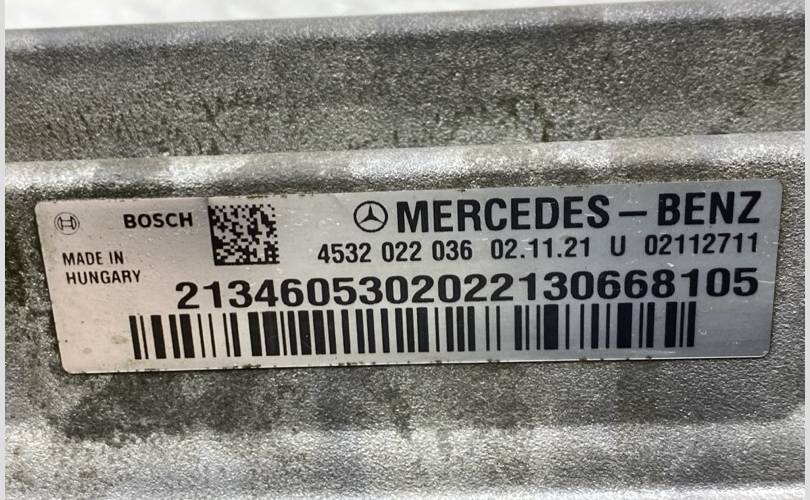 BOSCH
MERCEDES-BENZ
MADE IN
HUNGARY
4532 022 036 02.11.21 U 02112711
2134605302022130668105